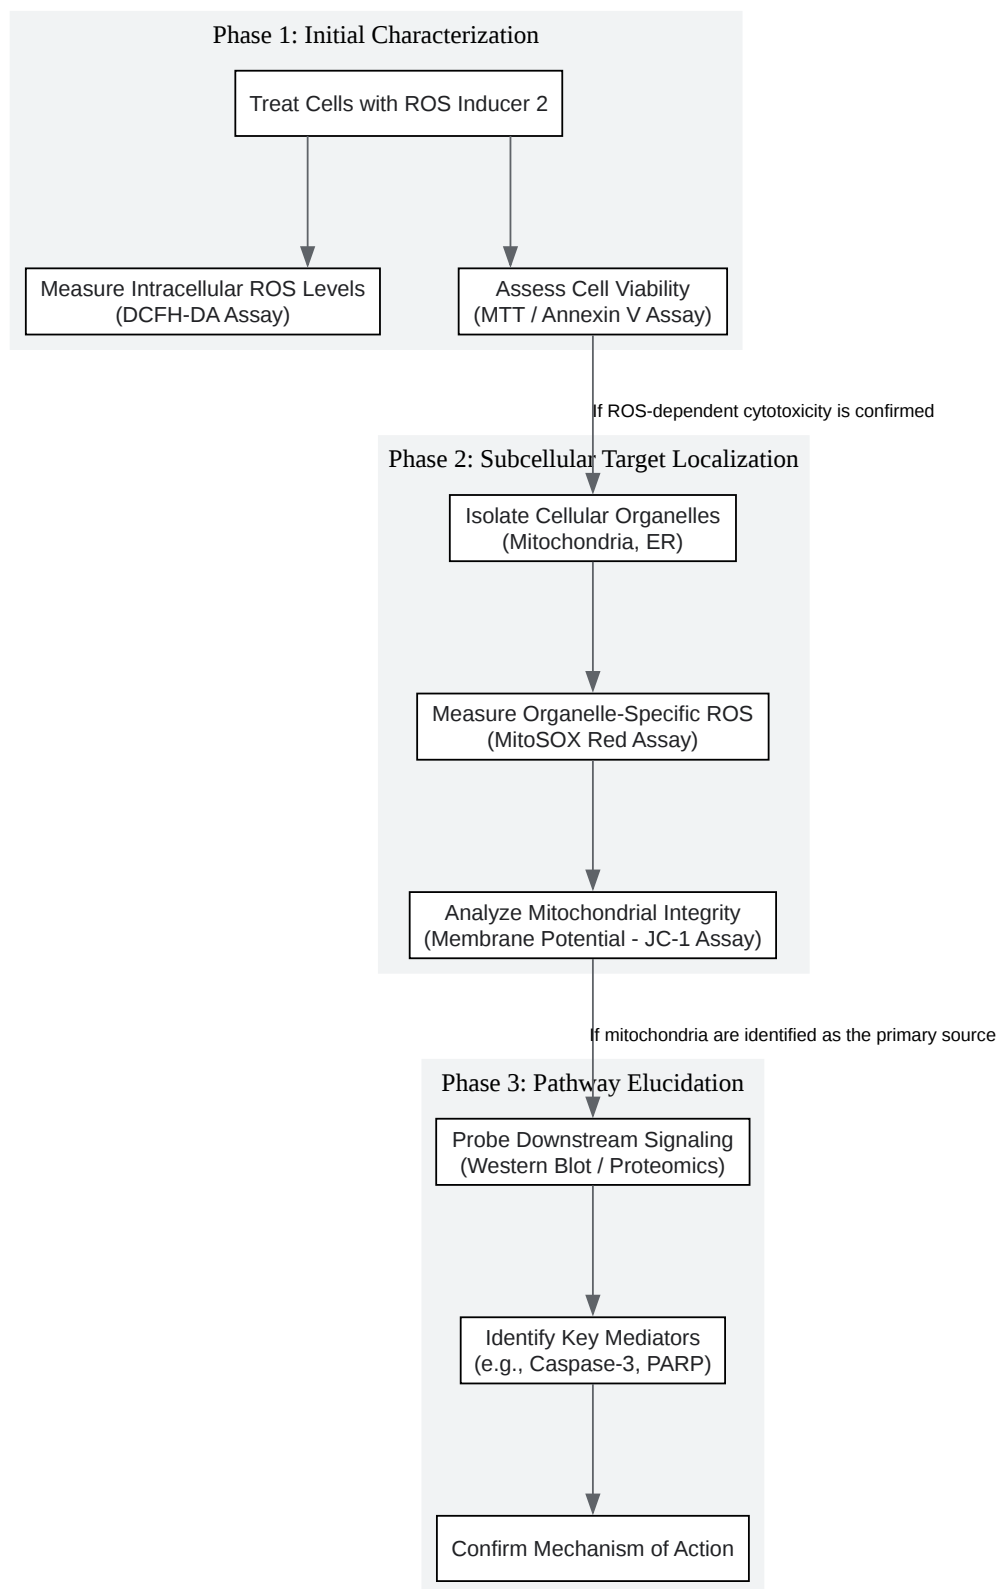 Phase 1: Initial Characterization
Treat Cells with ROS Inducer 2
Measure Intracellular ROS Levels
(DCFH-DA Assay)
Assess Cell Viability
(MTT / Annexin V Assay)
If ROS-dependent cytotoxicity is confirmed
Phase 2: Subcellular Target Localization
Isolate Cellular Organelles
(Mitochondria, ER)
Measure Organelle-Specific ROS
(MitoSOX Red Assay)
Analyze Mitochondrial Integrity
(Membrane Potential - JC-1 Assay)
If mitochondria are identified as the primary source
Phase 3: Pathway Elucidation
Probe Downstream Signaling
(Western Blot / Proteomics)
Identify Key Mediators
(e.g., Caspase-3, PARP)
Confirm Mechanism of Action